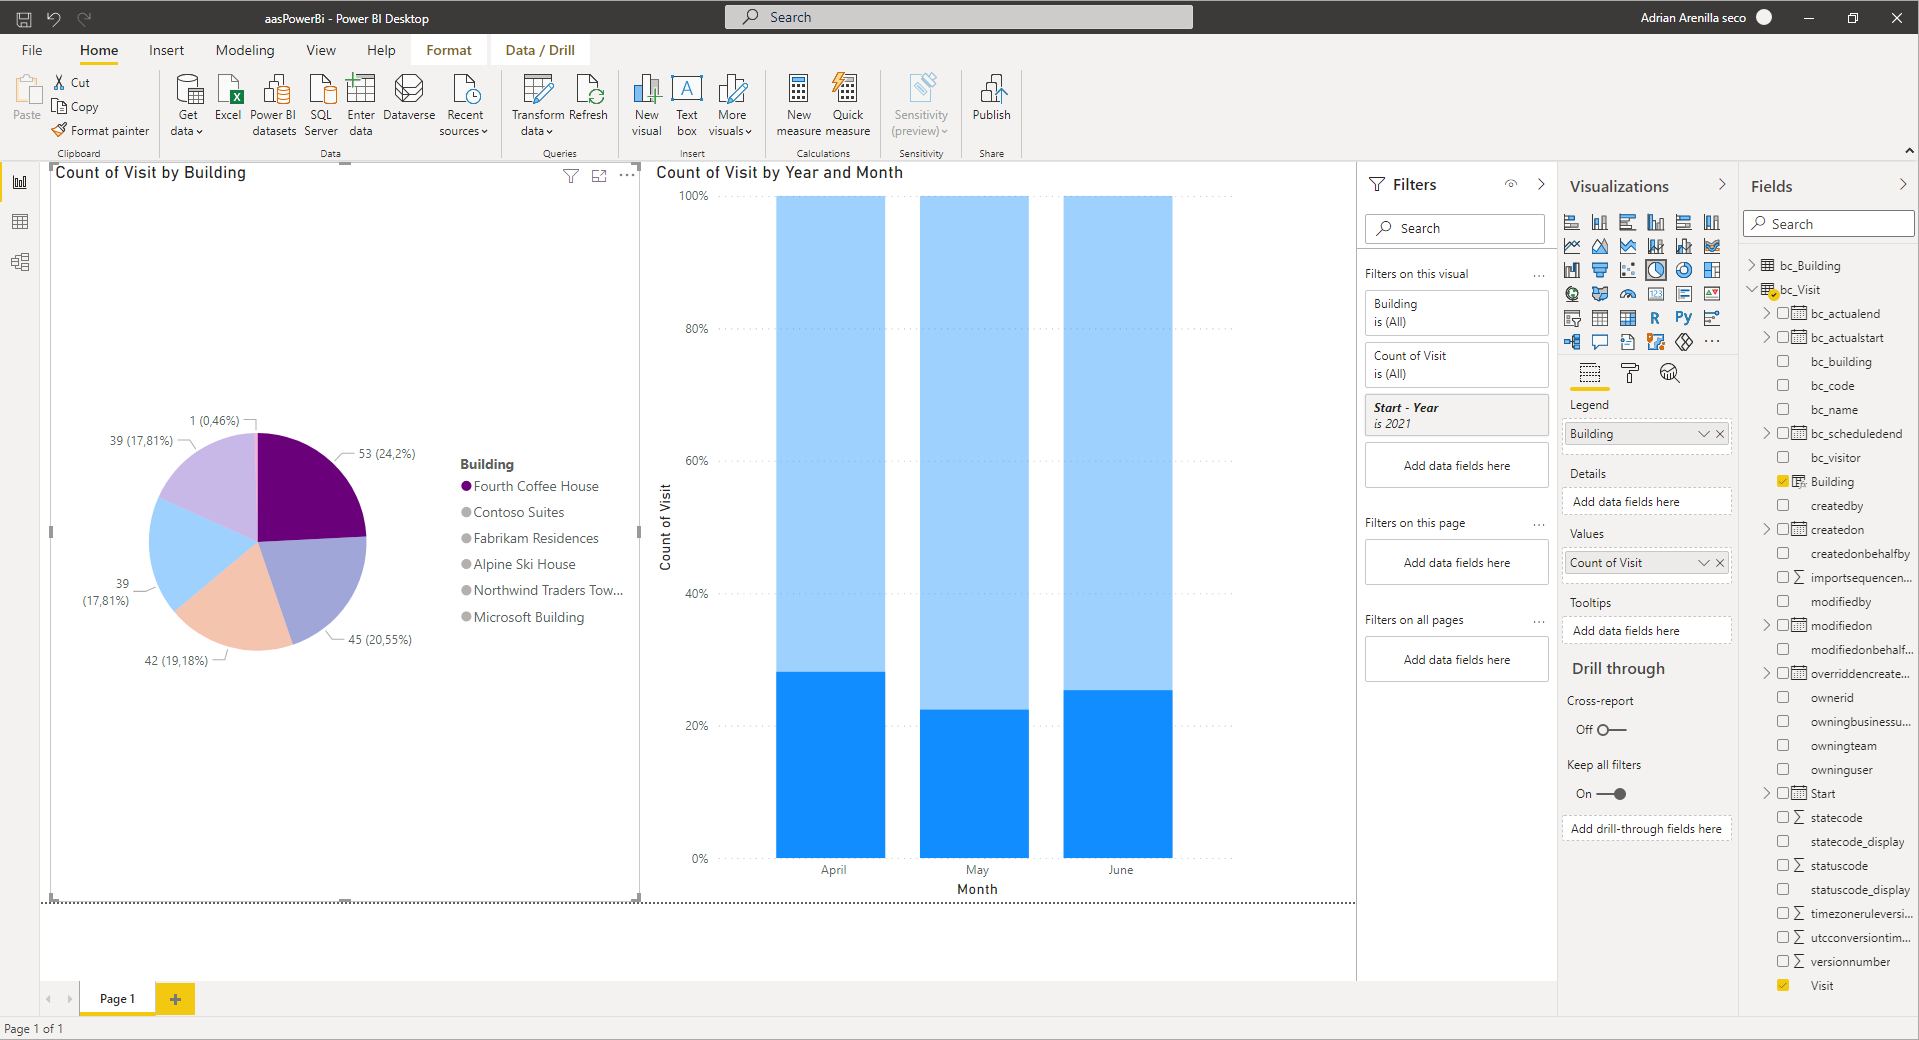 aasPowerBi - Power BI Desktop
Search
Adrian Arenilla seco
File
Home
Insert
Modeling
View
Help
Format
Data / Drill
Paste
Cut
Copy
Format painter
Clipboard
Get data
Excel
Power BI datasets
SQL Server
Enter data
Dataverse
Recent sources
Data
Transform data
Refresh
Queries
New visual
A
Text box
More visuals
Insert
New measure
Quick measure
Calculations
Sensitivity (preview)
Sensitivity
Publish
Share
Count of Visit by Building
1 (0,46%)
39 (17,81%)
53 (24,2%)
39
(17,81%)
45 (20,55%)
42 (19,18%)
Building
Fourth Coffee House
Contoso Suites
Fabrikam Residences
Alpine Ski House
Northwind Traders Tow...
Microsoft Building
Count of Visit by Year and Month
100%
80%
60%
40%
20%
0%
Count of Visit
April
May
June
Month
Filters
Search
Filters on this visual
...
Building
is (All)
Count of Visit
is (All)
Start - Year
is 2021
Add data fields here
Filters on this page
...
Add data fields here
Filters on all pages
...
Add data fields here
Visualizations
123
R
Py
...
Legend
Building
Details
Add data fields here
Values
Count of Visit
Tooltips
Add data fields here
Drill through
Cross-report
Off
Keep all filters
On
Add drill-through fields here
Fields
Search
bc_Building
bc_Visit
bc_actualend
bc_actualstart
bc_building
bc_code
bc_name
bc_scheduledend
bc_visitor
Building
createdby
createdon
createdonbehalfby
∑ importsequencen...
modifiedby
modifiedon
modifiedonbehalf...
overriddencreate...
ownerid
owningbusinessu...
owningteam
owninguser
Start
∑ statecode
statecode_display
∑ statuscode
statuscode_display
∑ timezoneruleversi...
∑ utcconversiontim...
∑ versionnumber
Visit
Page 1
+
Page 1 of 1